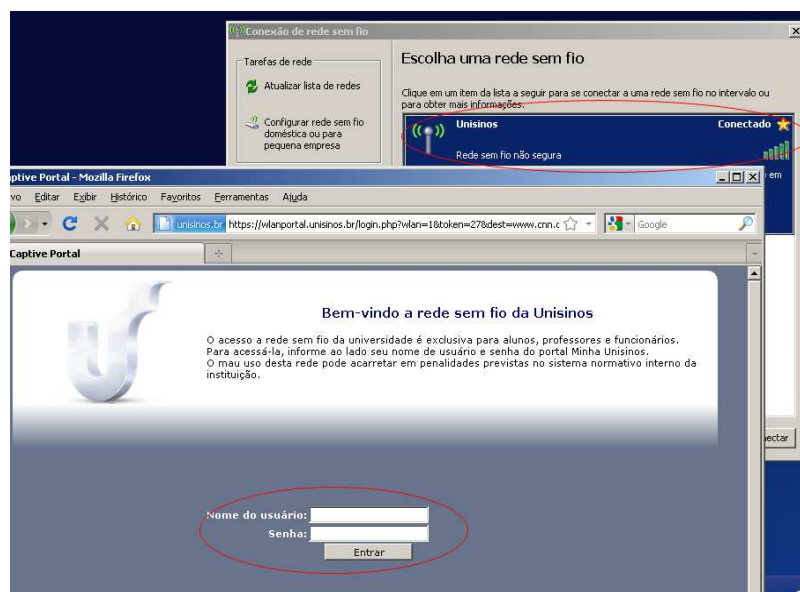 Conexão de rede sem fio
Tarefas de rede
Atualizar lista de redes
Configurar rede sem fio
doméstica ou para
pequena empresa
Escolha uma rede sem fio
Clique em um item da lista a seguir para se conectar a uma rede sem fio no intervalo ou
para obter mais informações.
Unisinos
Conectado
Rede sem fio não segura
em
ptive Portal - Mozilla Firefox
vo Editar Exibir Histórico Favoritos Ferramentas Ajuda
unisinos.br https://wlanportal.unisinos.br/login.php?wlan=1&token=27&dest=www.cnn.c
Google
Captive Portal
Bem-vindo a rede sem fio da Unisinos
O acesso a rede sem fio da universidade é exclusiva para alunos, professores e funcionários.
Para acessá-la, informe ao lado seu nome de usuário e senha do portal Minha Unisinos.
O mau uso desta rede pode acarretar em penalidades previstas no sistema normativo interno da
instituição.
ectar
Nome do usuário:
Senha:
Entrar